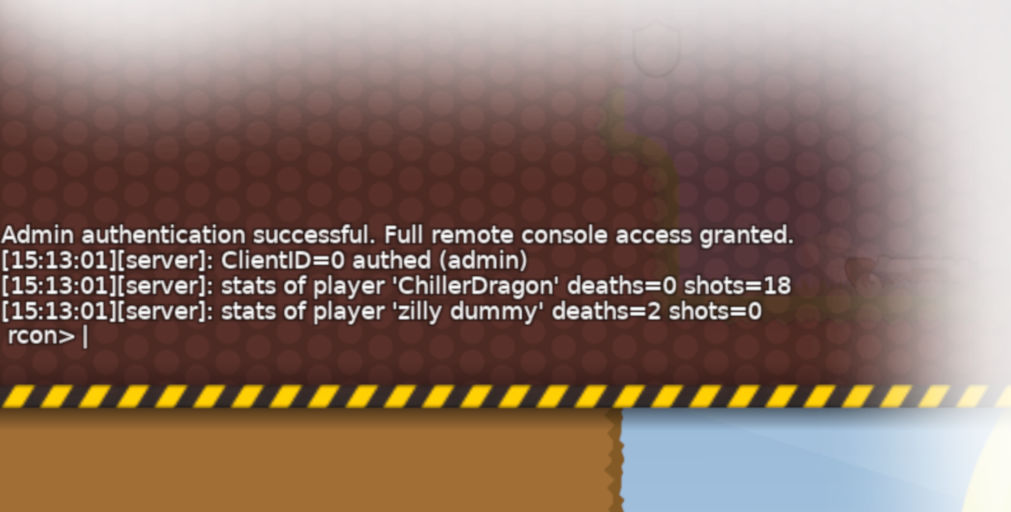 Admin authentication successful. Full remote console access granted.
[15:13:01][server]: ClientID=0 authed (admin)
[15:13:01][server]: stats of player 'ChillerDragon' deaths=0 shots=18
[15:13:01][server]: stats of player 'zilly dummy' deaths=2 shots=0
rcon> |